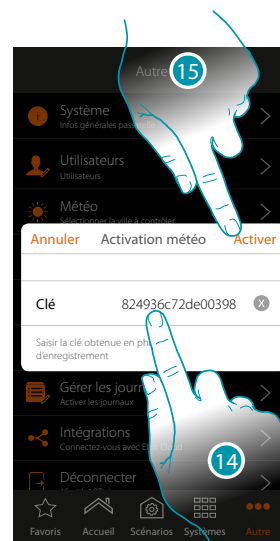 Autre
15
Système
Infos générales
Utilisateurs
Utilisateurs
Météo
Sélectionner la ville à contrôler
Annuler Activation météo Activer
Clé 824936c72de00398 X
Saisir la clé obtenue en
d'enregistrement
Gérer les
Activer les journaux
Intégrations
Connectez-vous avec
14
Déconnecter
Favoris Accueil Scénarios Systèmes Autre